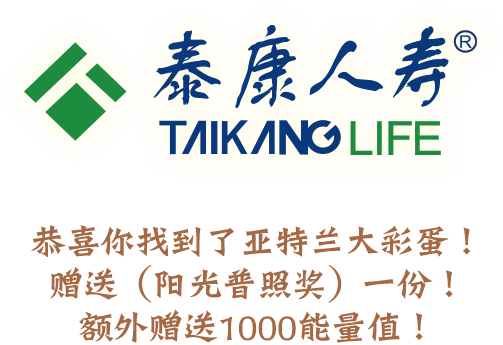 泰康人寿®
TAIKANG LIFE
恭喜你找到了亚特兰大彩蛋！
赠送（阳光普照奖）一份！
额外赠送1000能量值！